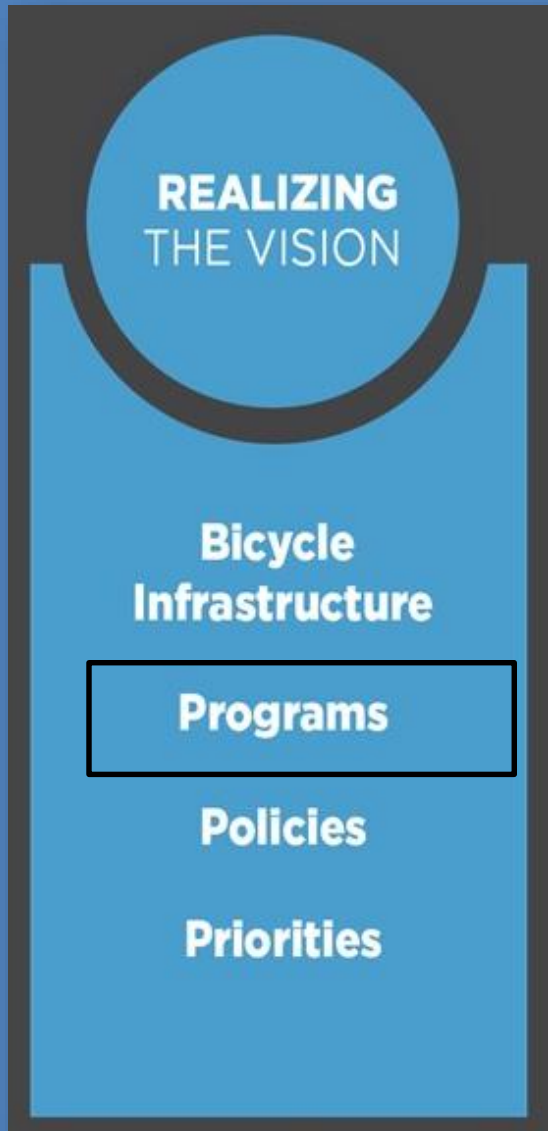 REALIZING
THE VISION
Bicycle
Infrastructure
Programs
Policies
Priorities